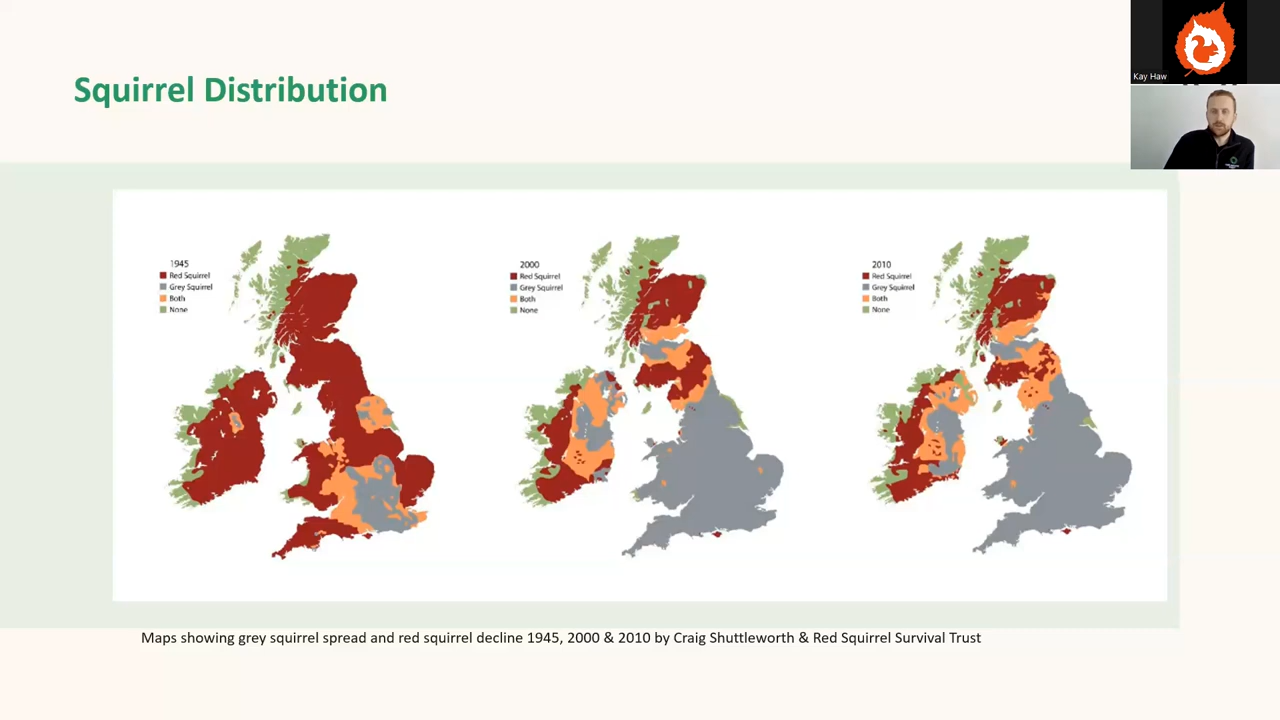 Kay Haw
Squirrel Distribution
1945
Red Squirrel
Grey Squirrel
Both
None
2000
Red Squirrel
Grey Squirrel
Both
None
2010
Red Squirrel
Grey Squirrel
Both
None
Maps showing grey squirrel spread and red squirrel decline 1945, 2000 & 2010 by Craig Shuttleworth & Red Squirrel Survival Trust